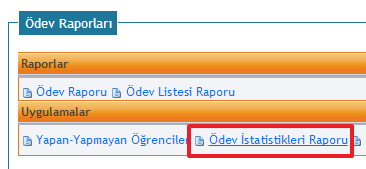 Ödev Raporları
Raporlar
Ödev Raporu Ödev Listesi Raporu
Uygulamalar
Yapan-Yapmayan Öğrenciler Ödev İstatistikleri Raporu